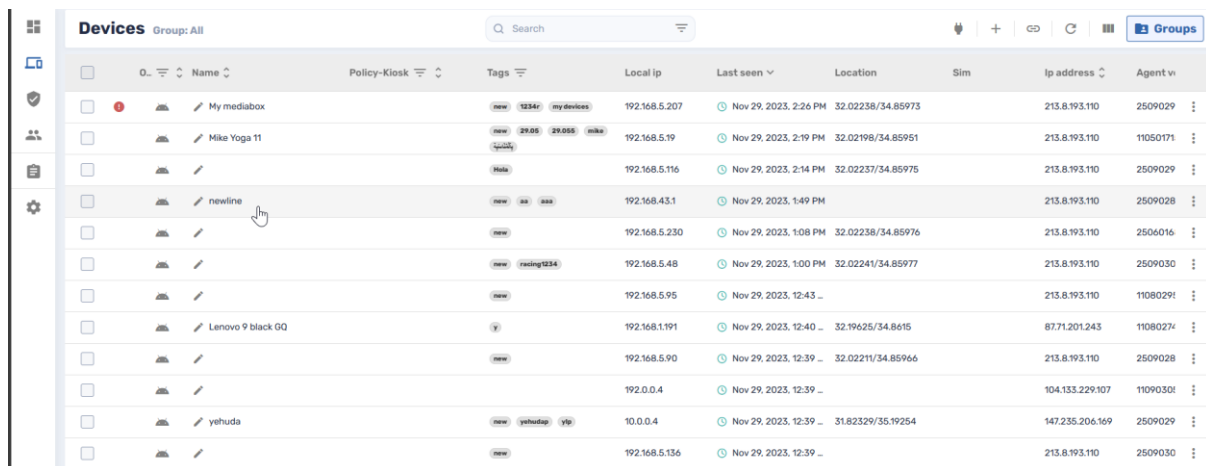 Devices Group: All Search Groups
O_ Name Policy-Kiosk Tags Local ip Last seen Location Sim Ip address Agent ve
My mediabox new 1234r my devices 192.168.5.207 Nov 29, 2023, 2:26 PM 32.02238/34.85973 213.8.193.110 2509029
Mike Yoga 11 new 29.05 29.055 mike 192.168.5.19 Nov 29, 2023, 2:19 PM 32.02198/34.85951 213.8.193.110 11050171
Hola 192.168.5.116 Nov 29, 2023, 2:14 PM 32.02237/34.85975 213.8.193.110 2509029
newline new aa aaa 192.168.43.1 Nov 29, 2023, 1:49 PM 213.8.193.110 2509028
new 192.168.5.230 Nov 29, 2023, 1:08 PM 32.02238/34.85976 213.8.193.110 2506016
new racing1234 192.168.5.48 Nov 29, 2023, 1:00 PM 32.02241/34.85977 213.8.193.110 2509030
new 192.168.5.95 Nov 29, 2023, 12:43 _ 213.8.193.110 1108029
Lenovo 9 black GQ y 192.168.1.191 Nov 29, 2023, 12:40 _ 32.19625/34.8615 87.71.201.243 1108027
new 192.168.5.90 Nov 29, 2023, 12:39 _ 32.02211/34.85966 213.8.193.110 2509028
192.0.0.4 Nov 29, 2023, 12:39 _ 104.133.229.107 1109030
yehuda new yehudap ylp 10.0.0.4 Nov 29, 2023, 12:39 _ 31.82329/35.19254 147.235.206.169 2509029
new 192.168.5.136 Nov 29, 2023, 12:39 _ 213.8.193.110 2509030